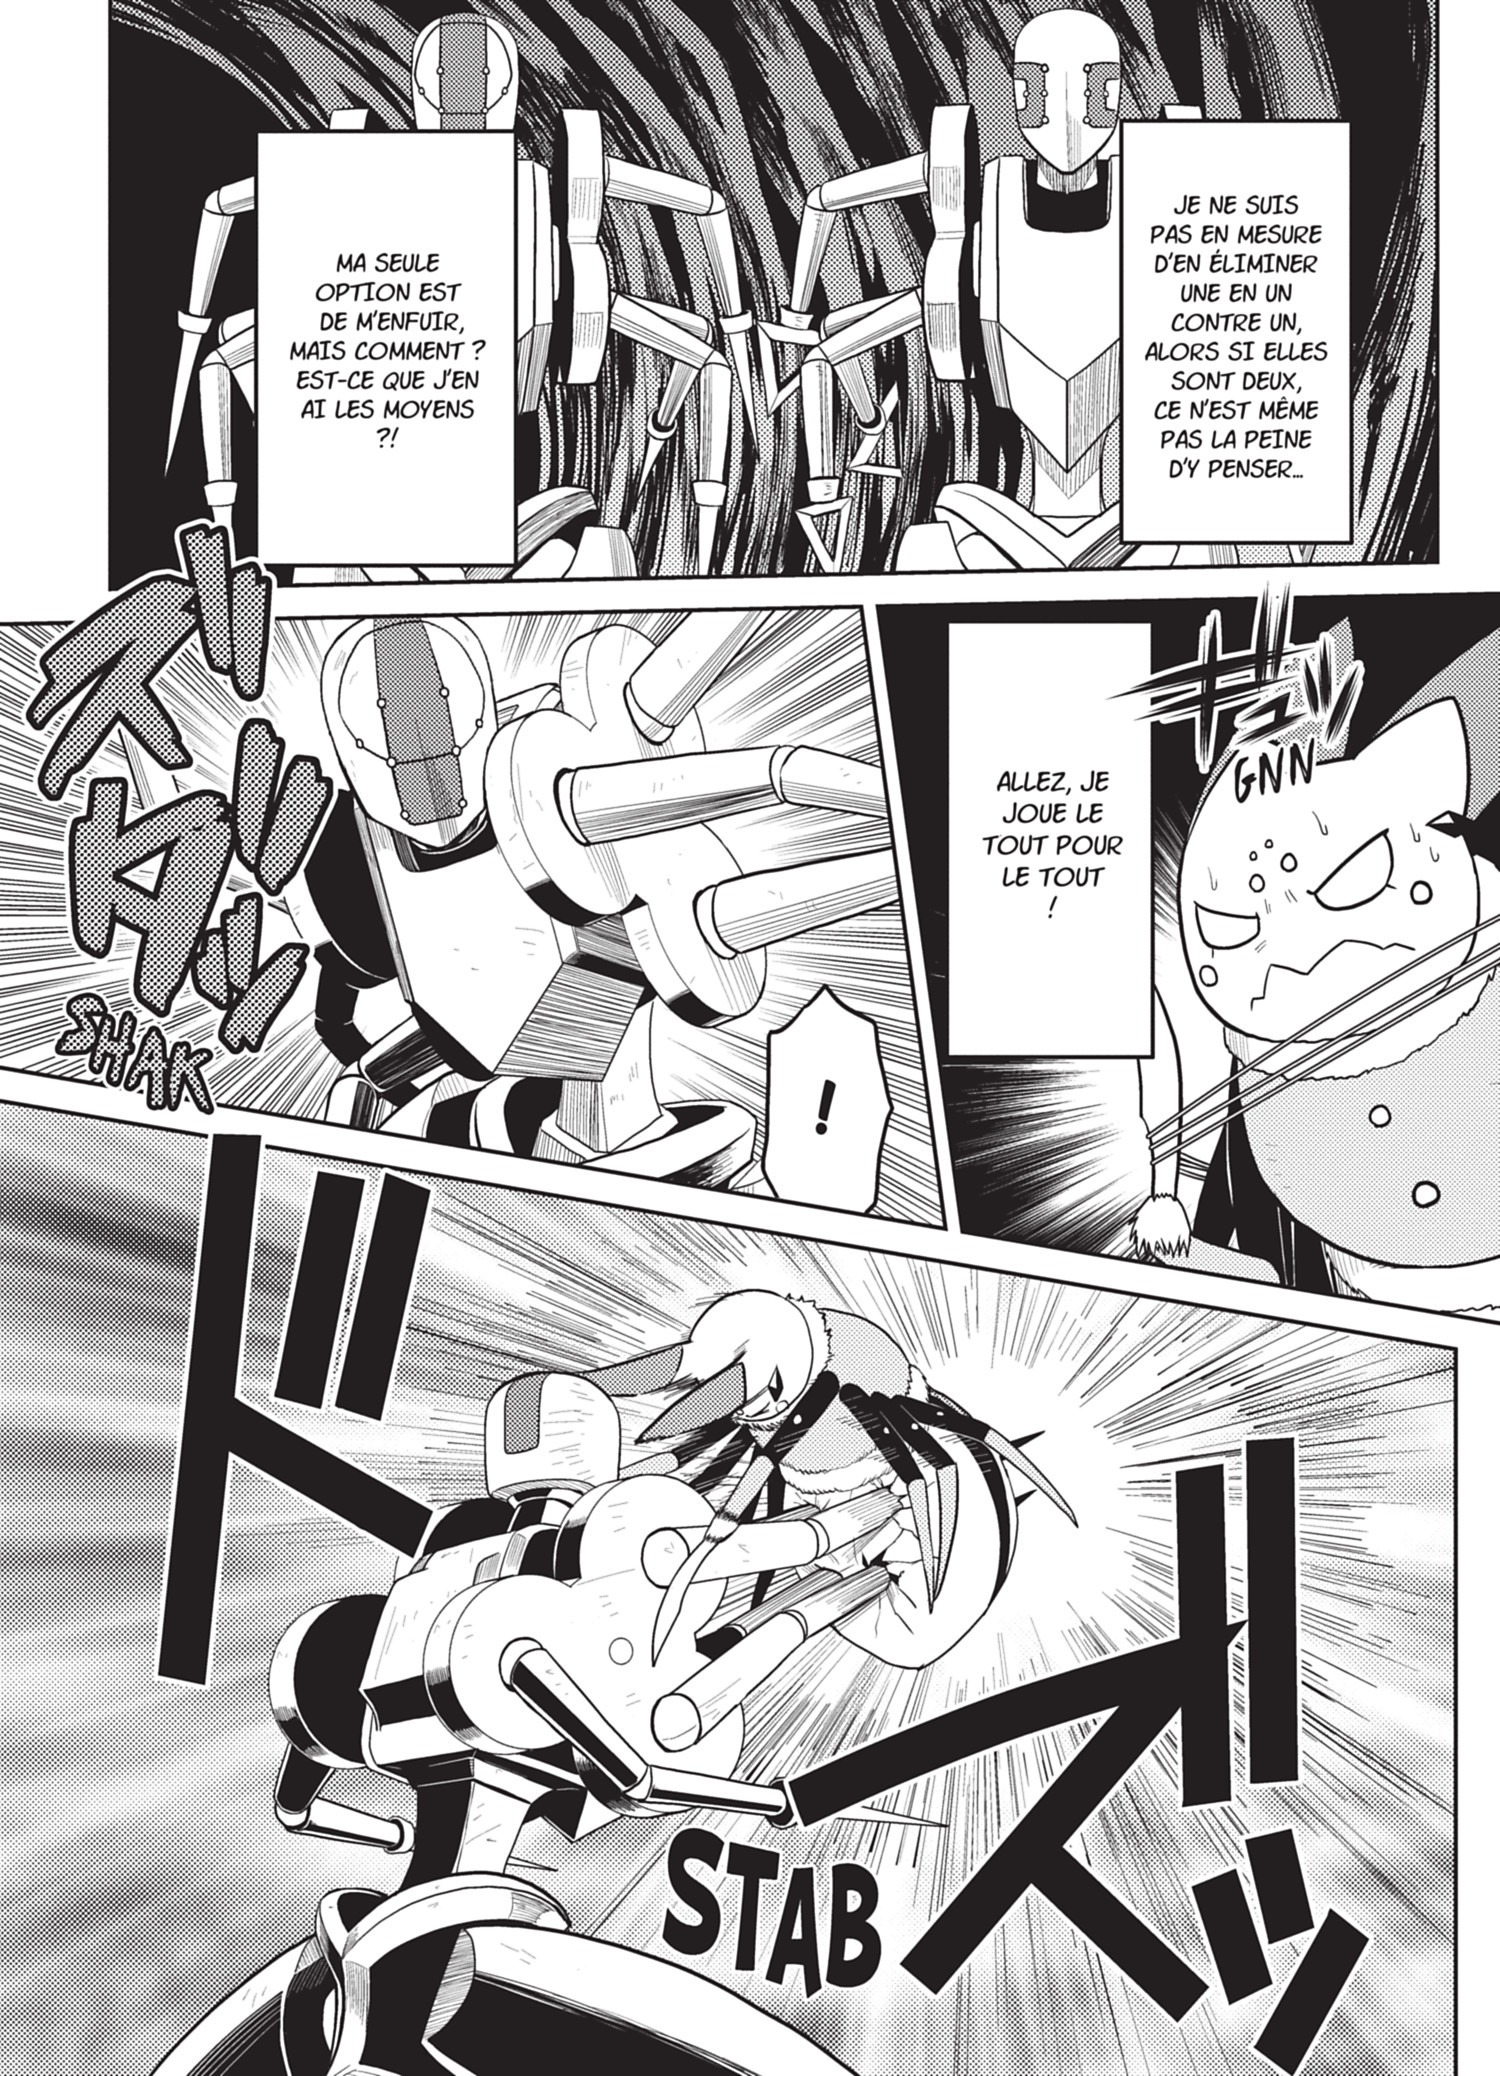 JE NE SUIS
PAS EN MESURE
D'EN ÉLIMINER
UNE EN UN
CONTRE UN,
ALORS SI ELLES
SONT DEUX,
CE N'EST MÊME
PAS LA PEINE
D'Y PENSER...
MA SEULE
OPTION EST
DE M'ENFUIR,
MAIS COMMENT ?
EST-CE QUE J'EN
AI LES MOYENS
?!
ギュッ
GNN
ALLEZ, JE
JOUE LE
TOUT POUR
LE TOUT
!
ズダッ
SHAK
!
ドズッ
STAB